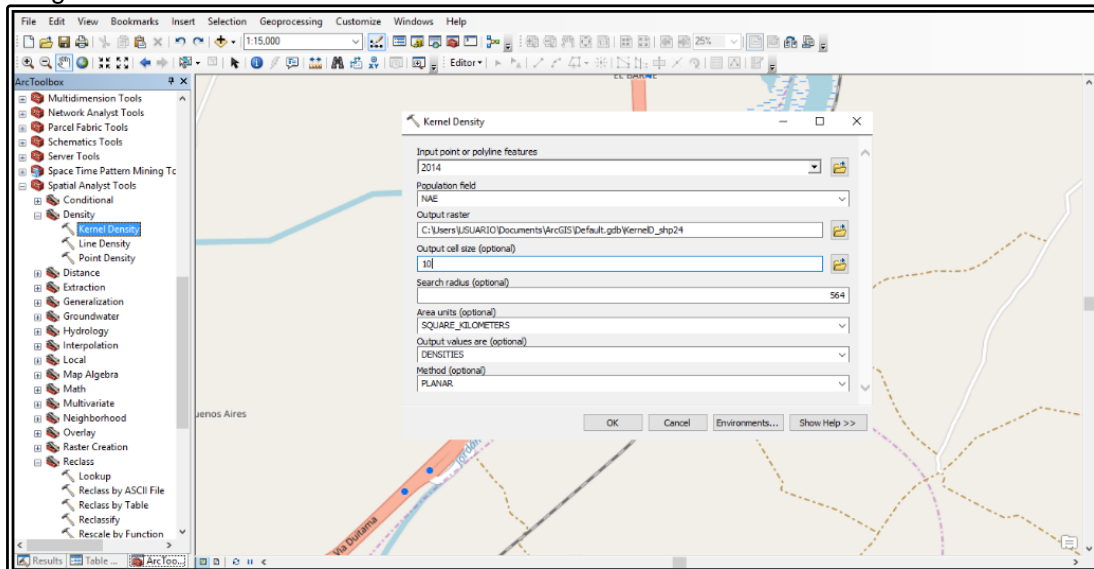 File Edit View Bookmarks Insert Selection Geoprocessing Customize Windows Help
1:15,000
25%
Editor
ArcToolbox
Multidimension Tools
Network Analyst Tools
Parcel Fabric Tools
Schematics Tools
Server Tools
Space Time Pattern Mining Tc
Spatial Analyst Tools
Conditional
Density
Kernel Density
Line Density
Point Density
Distance
Extraction
Generalization
Groundwater
Hydrology
Interpolation
Local
Map Algebra
Math
Multivariate
Neighborhood
Overlay
Raster Creation
Reclass
Lookup
Reclass by ASCII File
Reclass by Table
Reclassify
Rescale by Function
Results Table ... ArcToo...
Kernel Density
Input point or polyline features
2014
Population field
NAE
Output raster
C:\Users\USUARIO\Documents\ArcGIS\Default.gdb\KernelD_shp24
Output cell size (optional)
10
Search radius (optional)
564
Area units (optional)
SQUARE_KILOMETERS
Output values are (optional)
DENSITIES
Method (optional)
PLANAR
OK Cancel Environments... Show Help >>
uenos Aires
Via Duitama